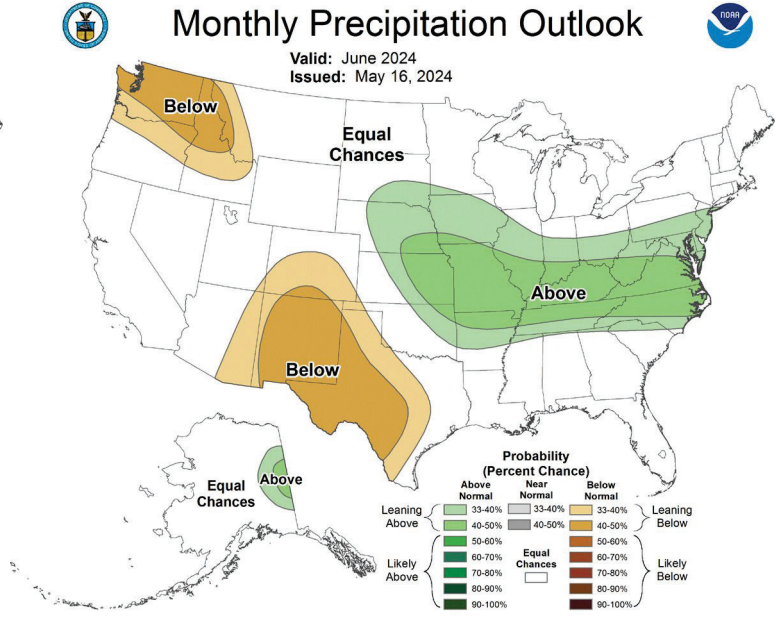 Monthly Precipitation Outlook
NOAA
Valid: June 2024
Issued: May 16, 2024
Below
Equal
Chances
Above
Below
Equal
Chances
Above
Probability
(Percent Chance)
Above
Normal
Near
Normal
Below
Normal
Leaning
Above
33-40%
33-40%
33-40%
Leaning
Below
40-50%
40-50%
40-50%
Likely
Above
50-60%
Equal
Chances
50-60%
Likely
Below
60-70%
60-70%
70-80%
70-80%
80-90%
80-90%
90-100%
90-100%